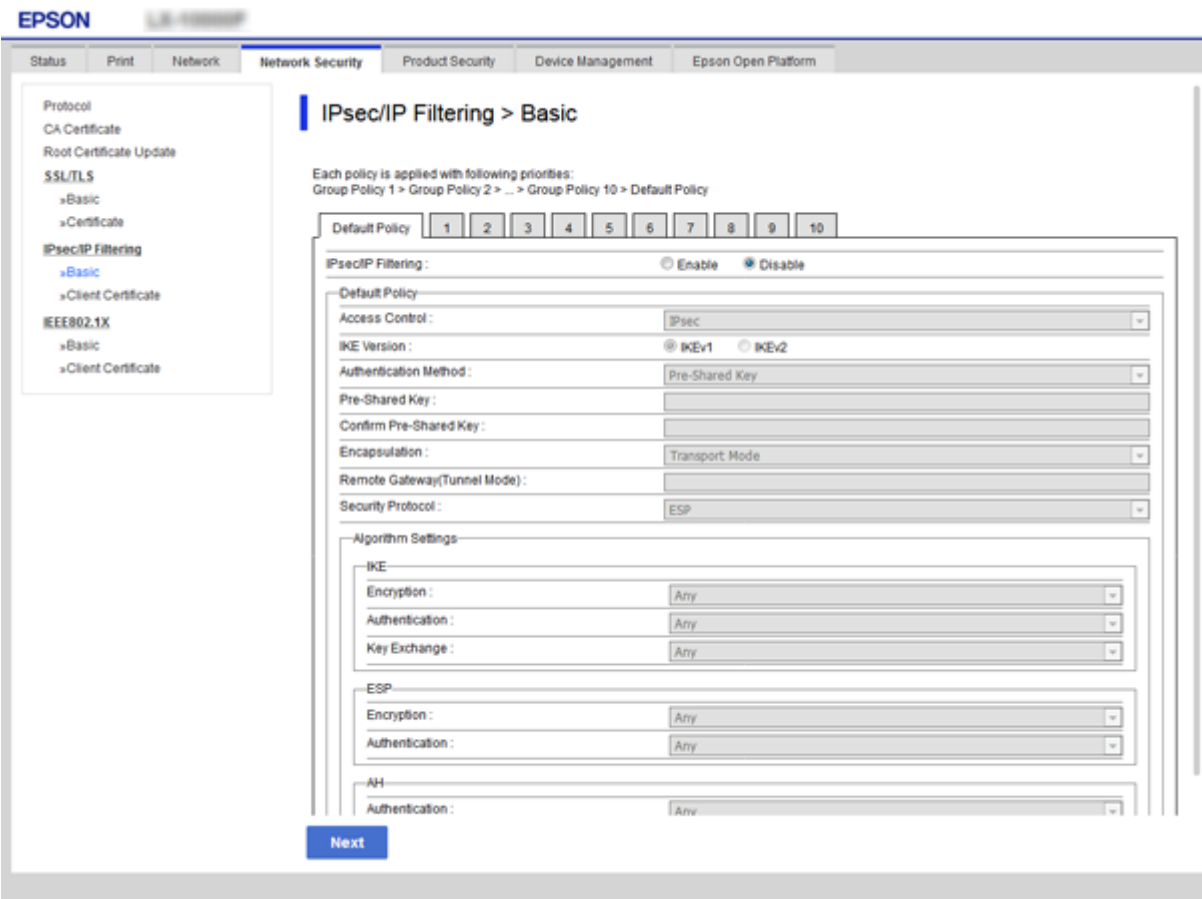 EPSON
Status Print Network Network Security Product Security Device Management Epson Open Platform
Protocol
CA Certificate
Root Certificate Update
SSL/TLS
»Basic
»Certificate
IPsec/IP Filtering
»Basic
»Client Certificate
IEEE802.1X
»Basic
»Client Certificate
IPsec/IP Filtering > Basic
Each policy is applied with following priorities:
Group Policy 1 > Group Policy 2 > ... > Group Policy 10 > Default Policy
Default Policy 1 2 3 4 5 6 7 8 9 10
IPsec/IP Filtering : Enable Disable
Default Policy
Access Control : IPsec
IKE Version : IKEv1 IKEv2
Authentication Method : Pre-Shared Key
Pre-Shared Key :
Confirm Pre-Shared Key :
Encapsulation : Transport Mode
Remote Gateway(Tunnel Mode) :
Security Protocol : ESP
Algorithm Settings
IKE
Encryption : Any
Authentication : Any
Key Exchange : Any
ESP
Encryption : Any
Authentication : Any
AH
Authentication : Any
Next